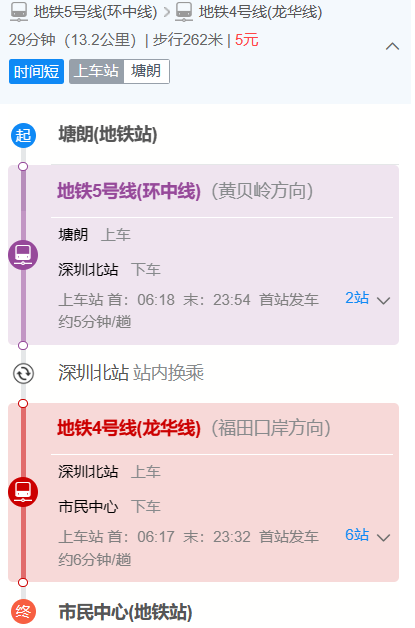 地铁5号线(环中线) 地铁4号线(龙华线)
29分钟（13.2公里）| 步行262米 | 5元
时间短 上车站 塘朗
起 塘朗(地铁站)
地铁5号线(环中线)（黄贝岭方向）
塘朗 上车
深圳北站 下车
上车站 首：06:18 末：23:54 首站发车 2站
约5分钟/趟
深圳北站 站内换乘
地铁4号线(龙华线)（福田口岸方向）
深圳北站 上车
市民中心 下车
上车站 首：06:17 末：23:32 首站发车 6站
约6分钟/趟
终 市民中心(地铁站)